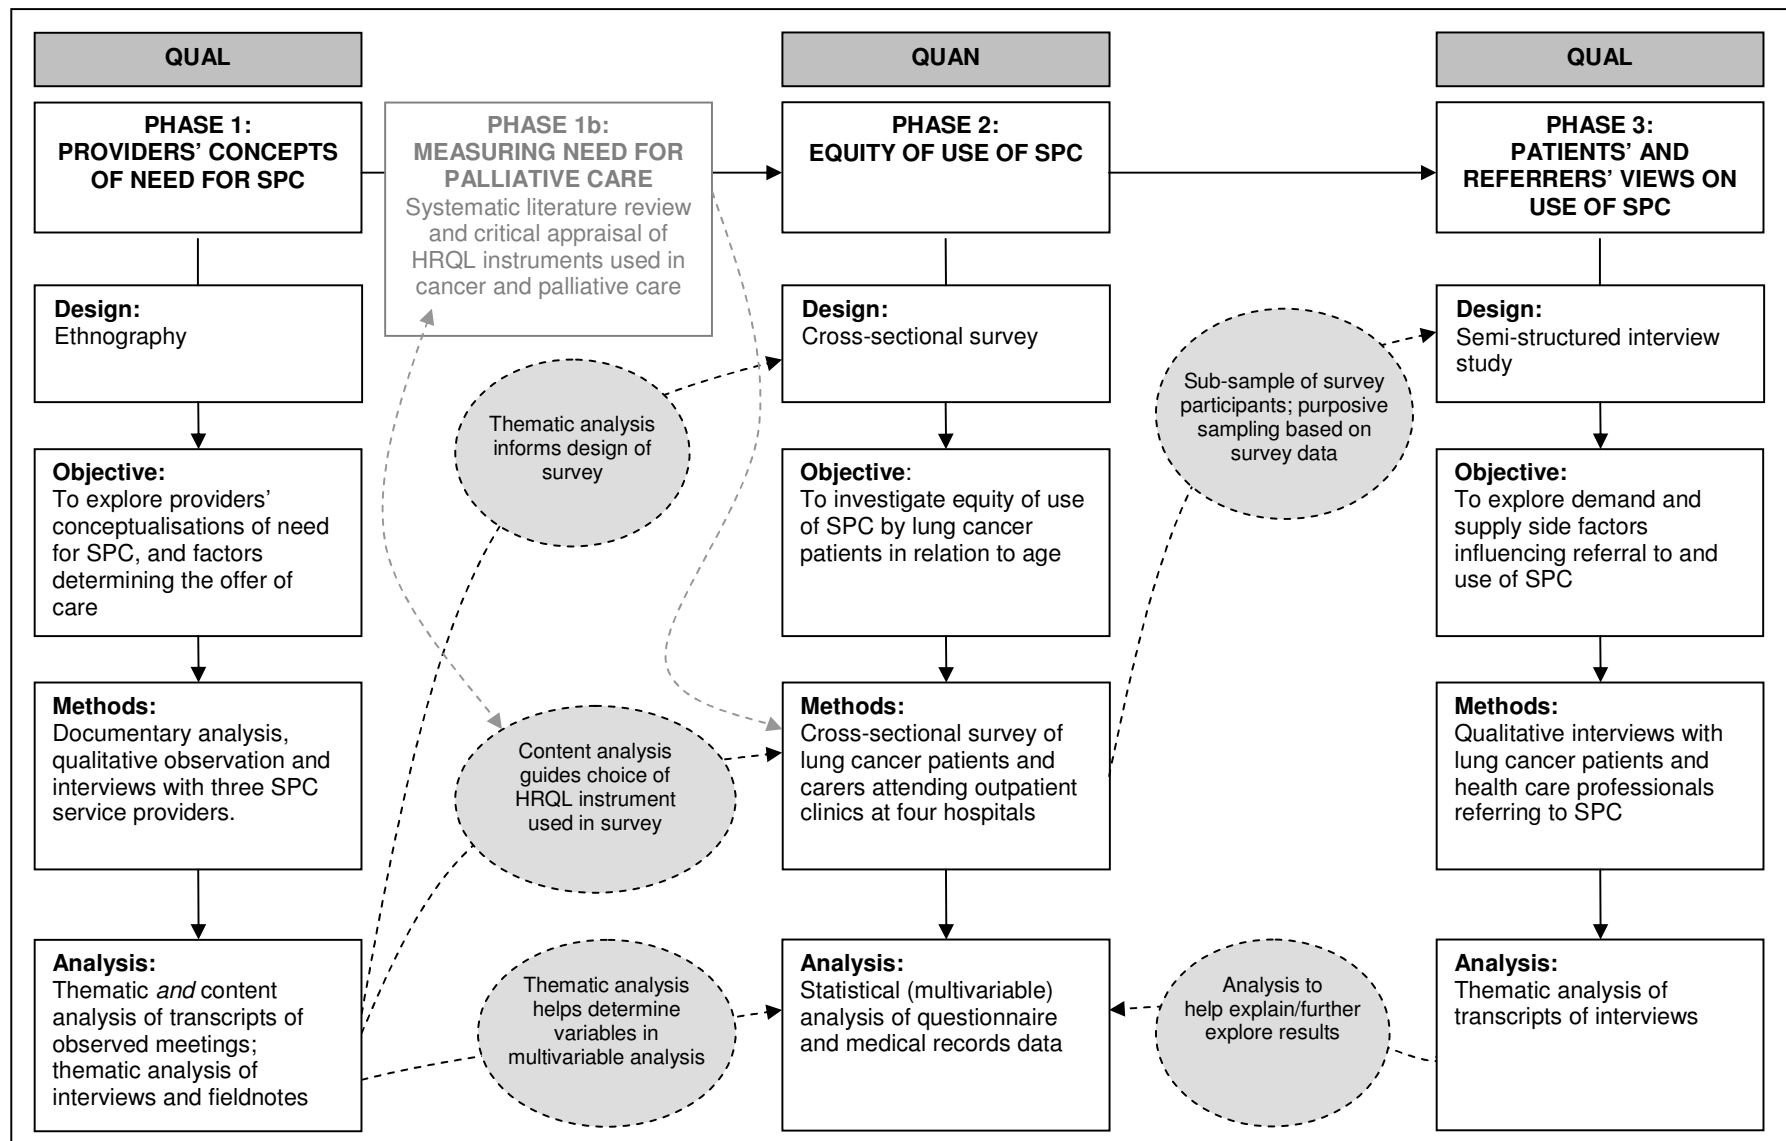 QUAL
QUAN
QUAL
PHASE 1:
PROVIDERS’ CONCEPTS
OF NEED FOR SPC
PHASE 1b:
MEASURING NEED FOR
PALLIATIVE CARE
Systematic literature review
and critical appraisal of
HRQL instruments used in
cancer and palliative care
PHASE 2:
EQUITY OF USE OF SPC
PHASE 3:
PATIENTS’ AND
REFERRERS’ VIEWS ON
USE OF SPC
Design:
Ethnography
Thematic analysis
informs design of
survey
Design:
Cross-sectional survey
Sub-sample of survey
participants; purposive
sampling based on
survey data
Design:
Semi-structured interview
study
Objective:
To explore providers’
conceptualisations of need
for SPC, and factors
determining the offer of
care
Objective:
To investigate equity of use
of SPC by lung cancer
patients in relation to age
Objective:
To explore demand and
supply side factors
influencing referral to and
use of SPC
Methods:
Documentary analysis,
qualitative observation and
interviews with three SPC
service providers.
Content analysis
guides choice of
HRQL instrument
used in survey
Methods:
Cross-sectional survey of
lung cancer patients and
carers attending outpatient
clinics at four hospitals
Methods:
Qualitative interviews with
lung cancer patients and
health care professionals
referring to SPC
Analysis:
Thematic and content
analysis of transcripts of
observed meetings;
thematic analysis of
interviews and fieldnotes
Thematic analysis
helps determine
variables in
multivariable analysis
Analysis:
Statistical (multivariable)
analysis of questionnaire
and medical records data
Analysis to
help explain/further
explore results
Analysis:
Thematic analysis of
transcripts of interviews